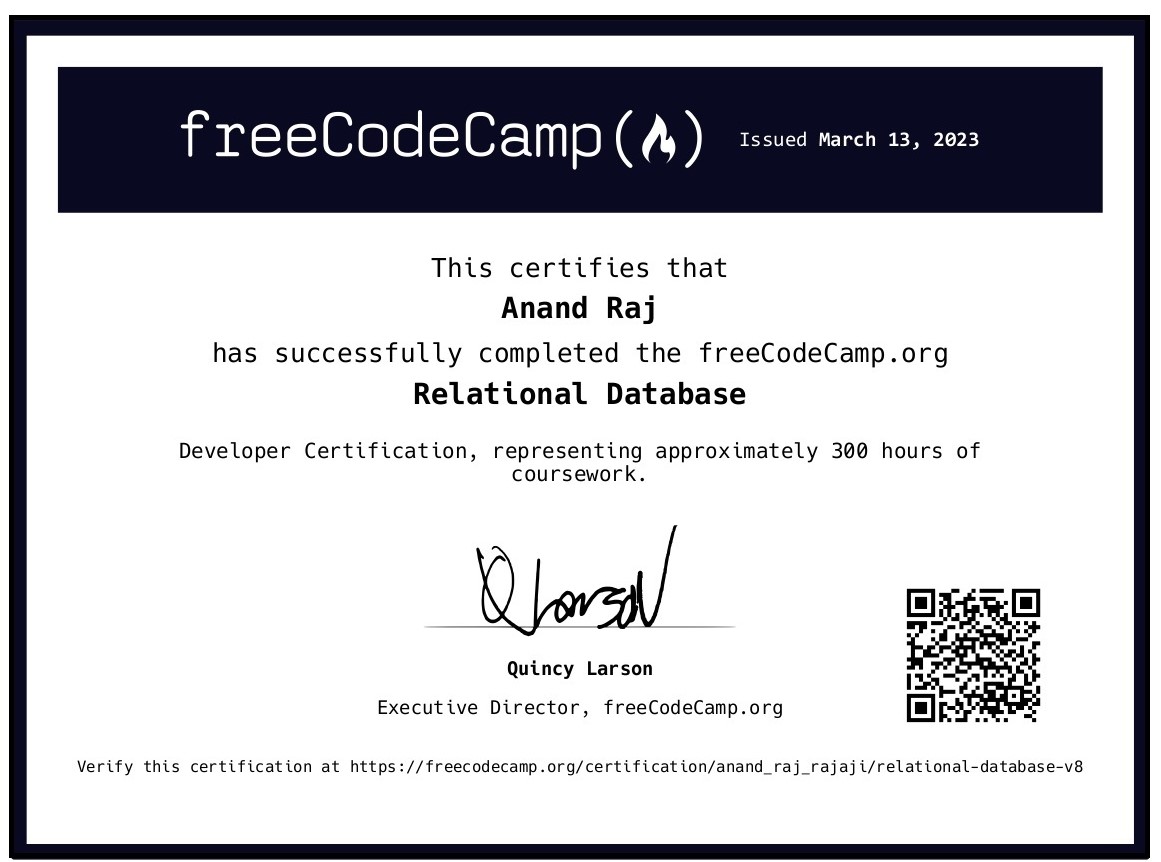 freeCodeCamp(🔥) Issued March 13, 2023
This certifies that
Anand Raj
has successfully completed the freeCodeCamp.org
Relational Database
Developer Certification, representing approximately 300 hours of
coursework.
Q Larson
Quincy Larson
Executive Director, freeCodeCamp.org
Verify this certification at https://freecodecamp.org/certification/anand_raj_rajaji/relational-database-v8